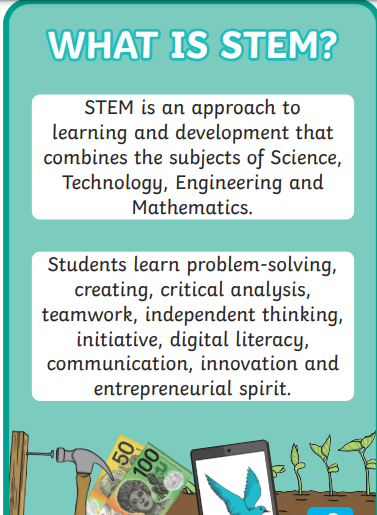 WHAT IS STEM?
STEM is an approach to
learning and development that
combines the subjects of Science,
Technology, Engineering and
Mathematics.
Students learn problem-solving,
creating, critical analysis,
teamwork, independent thinking,
initiative, digital literacy,
communication, innovation and
entrepreneurial spirit.
50
100